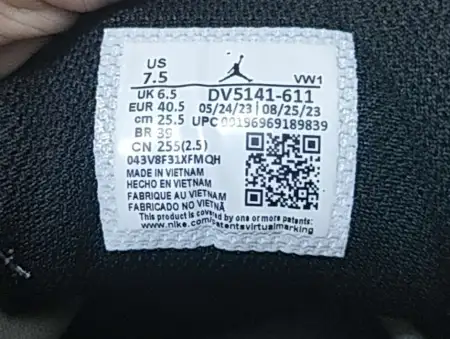 US
7.5
VW1
UK 6.5 DV5141-611
EUR 40.5 05/24/23 | 08/25/23
cm 25.5 UPC 00196969189839
BR 39
CN 255(2.5)
043V8F31XFMQH
MADE IN VIETNAM
HECHO EN VIETNAM
FABRIQUE AU VIETNAM
FABRICADO NO VIETNÃ
This product is covered by one or more patents:
www.nike.com/patentsvirtualmarking